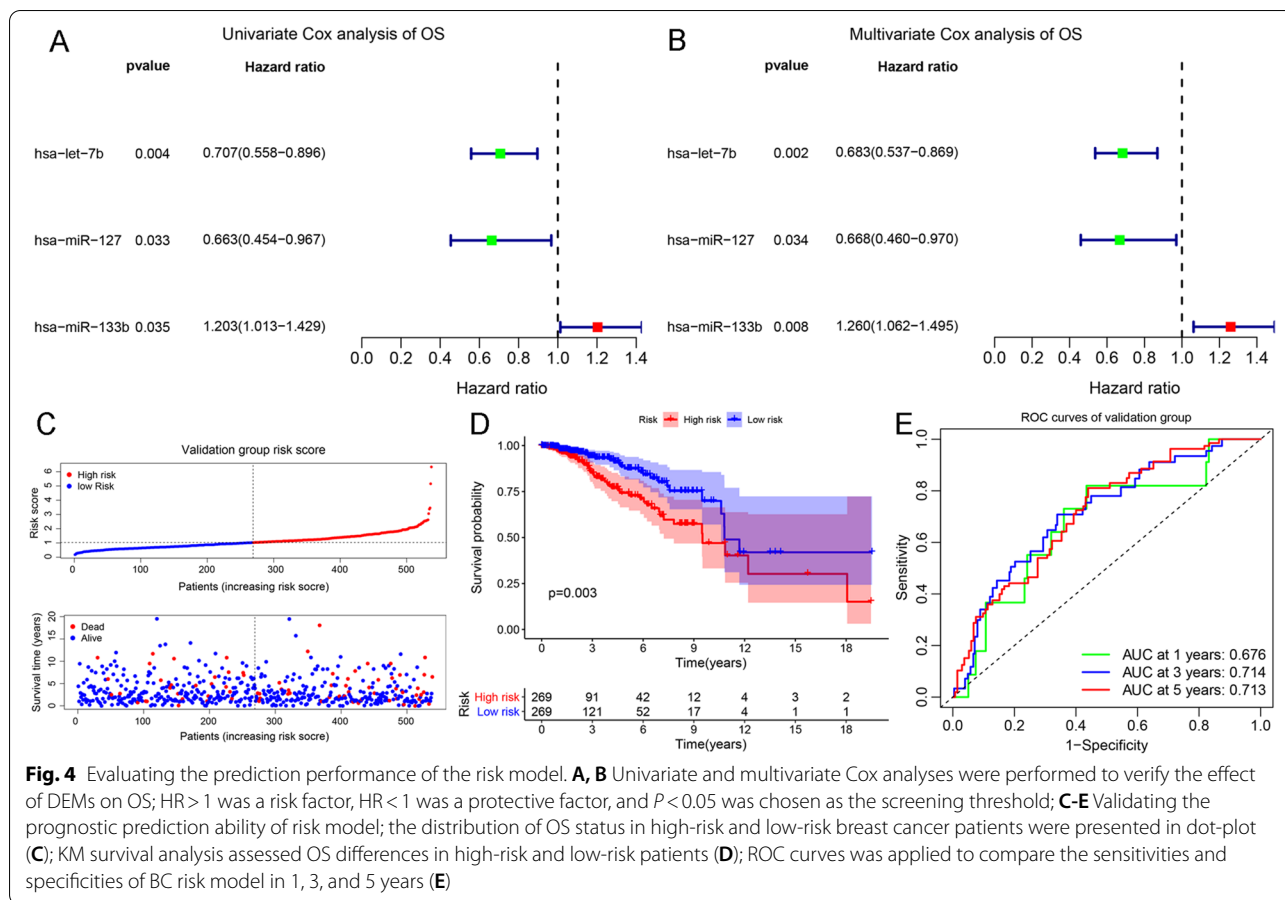 A
Univariate Cox analysis of OS
pvalue Hazard ratio
hsa−let−7b 0.004 0.707(0.558−0.896)
hsa−miR−127 0.033 0.663(0.454−0.967)
hsa−miR−133b 0.035 1.203(1.013−1.429)
0.0 0.2 0.4 0.6 0.8 1.0 1.2 1.4
Hazard ratio
B
Multivariate Cox analysis of OS
pvalue Hazard ratio
hsa−let−7b 0.002 0.683(0.537−0.869)
hsa−miR−127 0.034 0.668(0.460−0.970)
hsa−miR−133b 0.008 1.260(1.062−1.495)
0.0 0.2 0.4 0.6 0.8 1.0 1.2 1.4
Hazard ratio
C
Validation group risk score
High risk
low Risk
Risk score
6
5
4
3
2
1
0
0 100 200 300 400 500
Patients (increasing risk socre)
Dead
Alive
Survival time (years)
20
15
10
5
0
0 100 200 300 400 500
Patients (increasing risk socre)
D
Risk High risk Low risk
Survival probability
1.00
0.75
0.50
0.25
0.00
p=0.003
0 3 6 9 12 15 18
Time(years)
Risk
High risk 269 91 42 12 4 3 2
Low risk 269 121 52 17 4 1 1
0 3 6 9 12 15 18
Time(years)
E
ROC curves of validation group
Sensitivity
1.0
0.8
0.6
0.4
0.2
0.0
AUC at 1 years: 0.676
AUC at 3 years: 0.714
AUC at 5 years: 0.713
0.0 0.2 0.4 0.6 0.8 1.0
1−Specificity
Fig. 4 Evaluating the prediction performance of the risk model. A, B Univariate and multivariate Cox analyses were performed to verify the effect
of DEMs on OS; HR > 1 was a risk factor, HR < 1 was a protective factor, and P < 0.05 was chosen as the screening threshold; C-E Validating the
prognostic prediction ability of risk model; the distribution of OS status in high-risk and low-risk breast cancer patients were presented in dot-plot
(C); KM survival analysis assessed OS differences in high-risk and low-risk patients (D); ROC curves was applied to compare the sensitivities and
specificities of BC risk model in 1, 3, and 5 years (E)